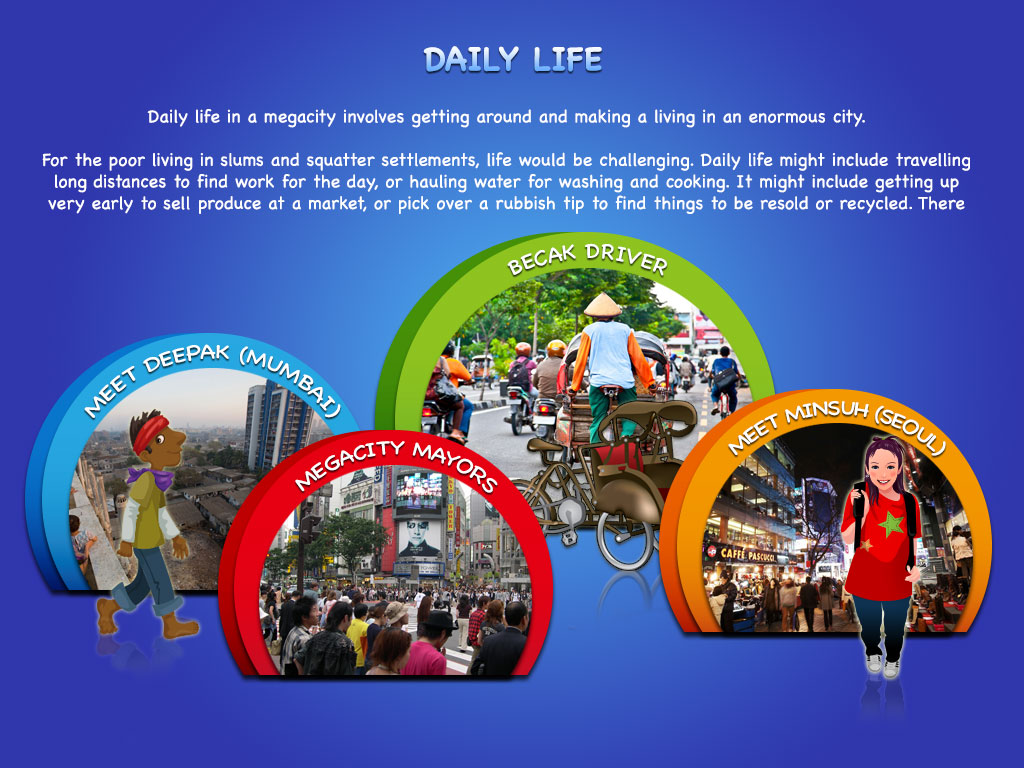 DAILY LIFE
Daily life in a megacity involves getting around and making a living in an enormous city.
For the poor living in slums and squatter settlements, life would be challenging. Daily life might include travelling
long distances to find work for the day, or hauling water for washing and cooking. It might include getting up
very early to sell produce at a market, or pick over a rubbish tip to find things to be resold or recycled. There
BECAK DRIVER
MEET DEEPAK (MUMBAI)
MEGACITY MAYORS
MEET MINSUH (SEOUL)
CAFFÉ PASCUCCI